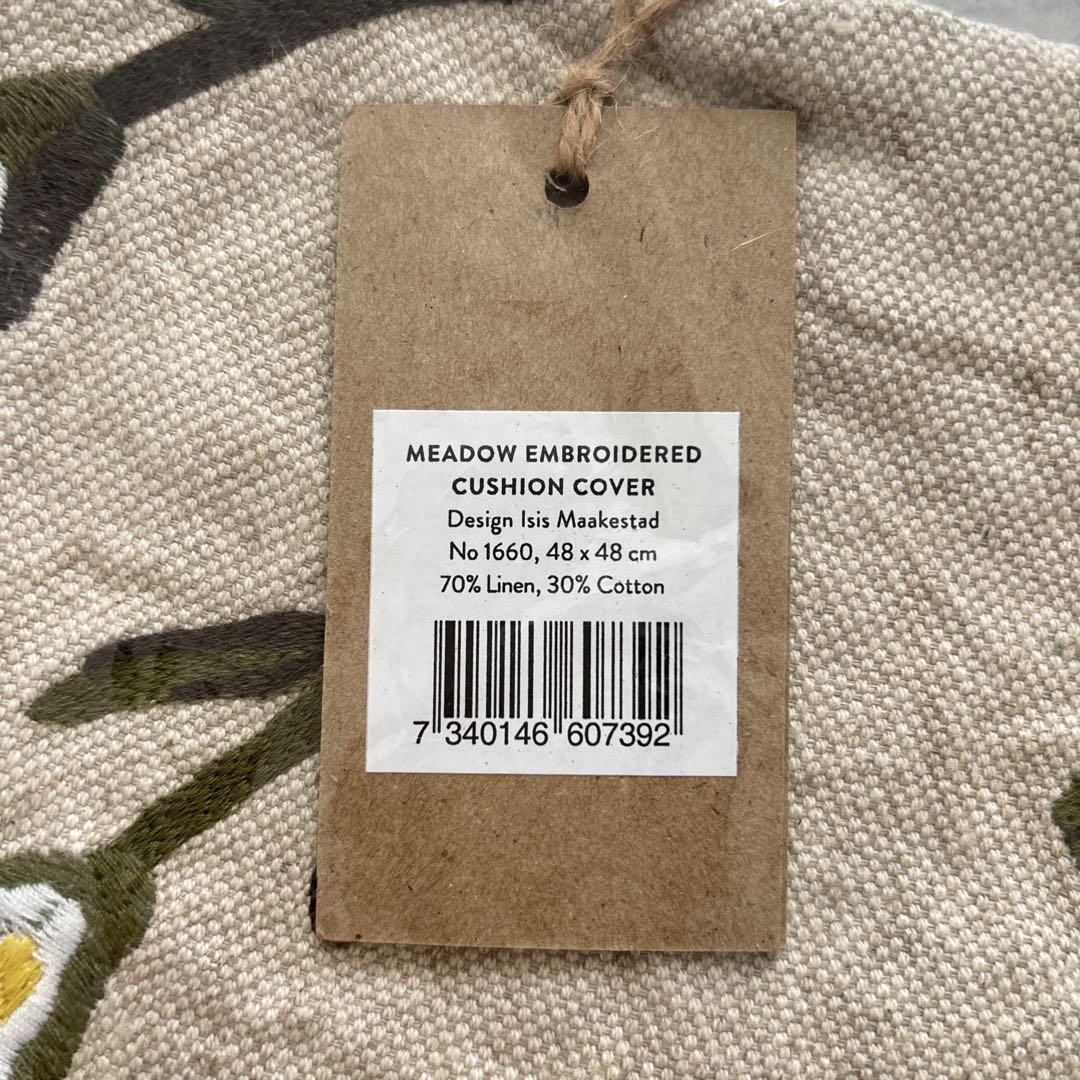 MEADOW EMBROIDERED
CUSHION COVER
Design Isis Maakestad
No 1660, 48 x 48 cm
70% Linen, 30% Cotton
7 340146 607392